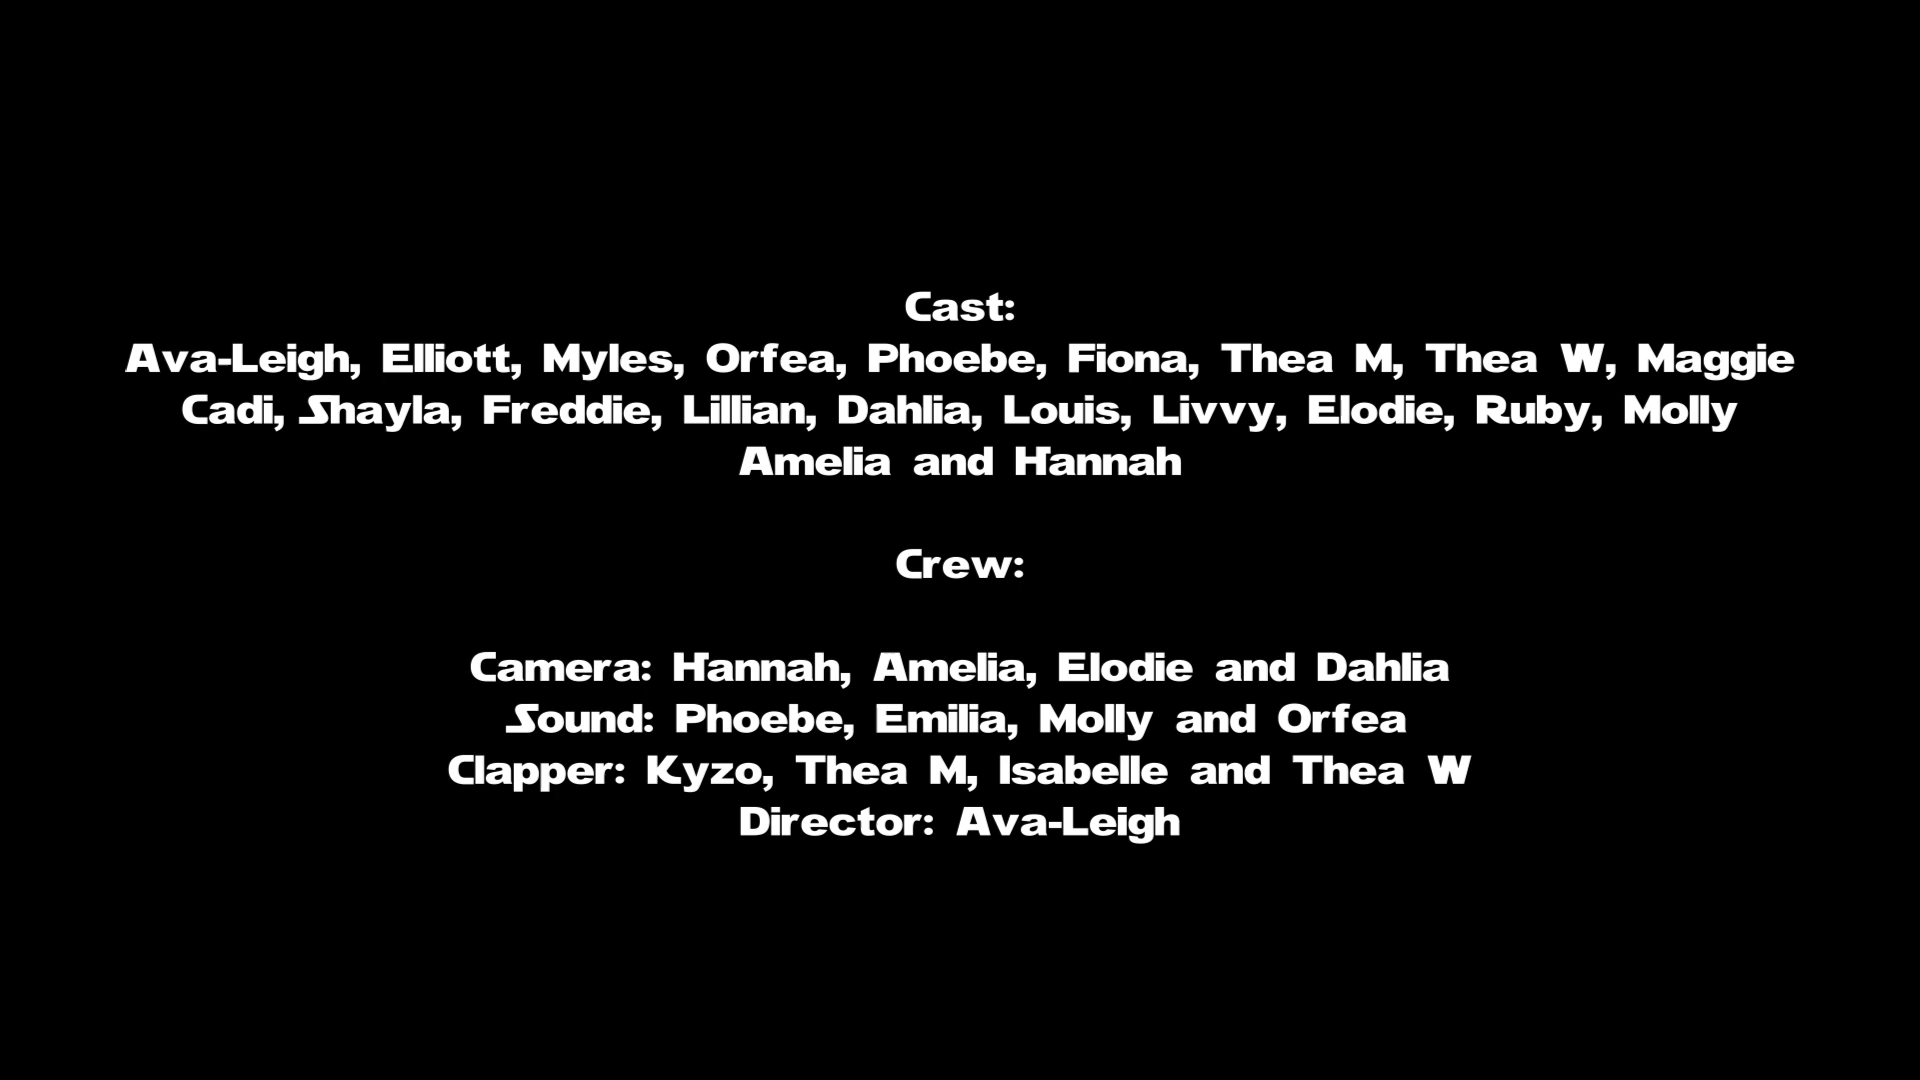 Cast:
Ava-Leigh, Elliott, Myles, Orfea, Phoebe, Fiona, Thea M, Thea W, Maggie
Cadi, Shayla, Freddie, Lillian, Dahlia, Louis, Livvy, Elodie, Ruby, Molly
Amelia and Hannah
Crew:
Camera: Hannah, Amelia, Elodie and Dahlia
Sound: Phoebe, Emilia, Molly and Orfea
Clapper: Kyzo, Thea M, Isabelle and Thea W
Director: Ava-Leigh